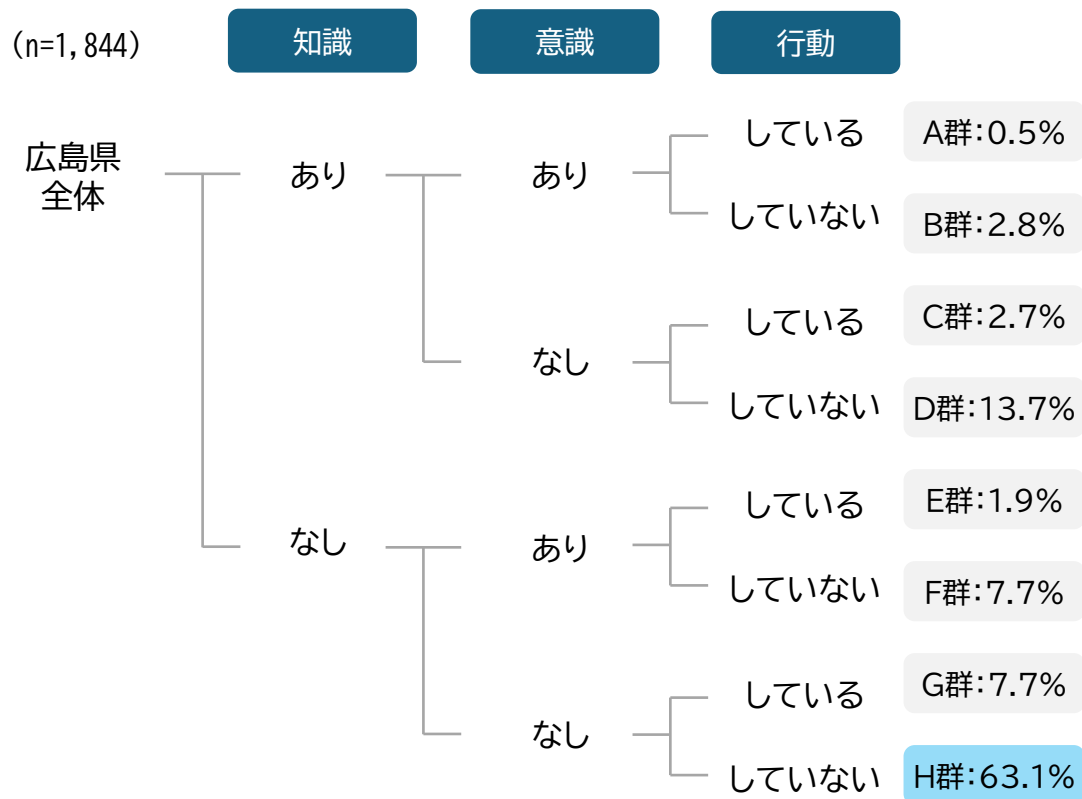 (n=1,844)
知識
意識
行動
広島県
全体
あり
あり
している
A群:0.5%
していない
B群:2.8%
なし
している
C群:2.7%
していない
D群:13.7%
なし
あり
している
E群:1.9%
していない
F群:7.7%
なし
している
G群:7.7%
していない
H群:63.1%